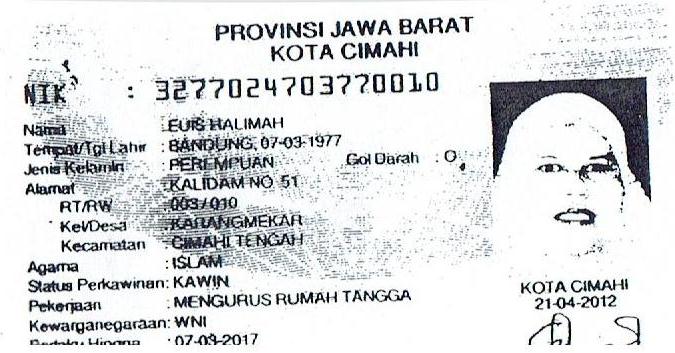 PROVINSI JAWA BARAT
KOTA CIMAHI
NIK : 3277024703770010
Nama : EUIS HALIMAH
Tempat/Tgl Lahir : BANDUNG, 07-03-1977
Jenis Kelamin : PEREMPUAN Gol Darah : O
Alamat : KALIDAM NO 51
RT/RW : 003/010
Kel/Desa : KARANGMEKAR
Kecamatan : CIMAHI TENGAH
Agama : ISLAM
Status Perkawinan: KAWIN
Pekerjaan : MENGURUS RUMAH TANGGA
Kewarganegaraan: WNI
Berlaku Hingga : 07-03-2017
KOTA CIMAHI
21-04-2012